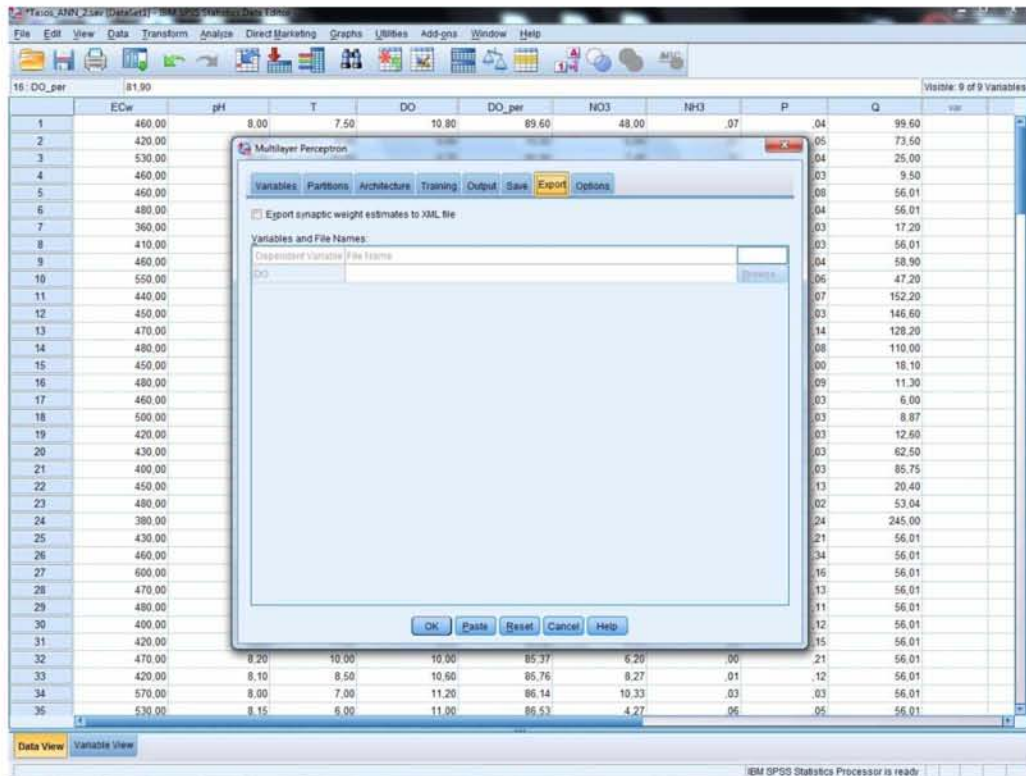 *Tasos_ANN_2.sav [DataSet1] - IBM SPSS Statistics Data Editor
File Edit View Data Transform Analyze Direct Marketing Graphs Utilities Add-ons Window Help
16 : DO_per 81,90 Visible: 9 of 9 Variables
ECw pH T DO DO_per NO3 NH3 P Q var
1 460,00 8,00 7,50 10,80 89,60 48,00 ,07 ,04 99,60
2 420,00 ,05 73,50
3 530,00 ,04 25,00
4 460,00 ,03 9,50
5 460,00 ,08 56,01
6 480,00 ,04 56,01
7 360,00 ,03 17,20
8 410,00 ,03 56,01
9 460,00 ,04 58,90
10 550,00 ,06 47,20
11 440,00 ,07 152,20
12 450,00 ,03 146,60
13 470,00 ,14 128,20
14 480,00 ,08 110,00
15 450,00 ,00 18,10
16 480,00 ,09 11,30
17 460,00 ,03 6,00
18 500,00 ,03 8,87
19 420,00 ,03 12,60
20 430,00 ,03 62,50
21 400,00 ,03 85,75
22 450,00 ,13 20,40
23 480,00 ,02 53,04
24 380,00 ,24 245,00
25 430,00 ,21 56,01
26 460,00 ,34 56,01
27 600,00 ,16 56,01
28 470,00 ,13 56,01
29 480,00 ,11 56,01
30 400,00 ,12 56,01
31 420,00 ,15 56,01
32 470,00 8,20 10,00 10,00 85,37 6,20 ,00 ,21 56,01
33 420,00 8,10 8,50 10,60 85,76 8,27 ,01 ,12 56,01
34 570,00 8,00 7,00 11,20 86,14 10,33 ,03 ,03 56,01
35 530,00 8,15 6,00 11,00 86,53 4,27 ,06 ,05 56,01
Multilayer Perceptron
Variables Partitions Architecture Training Output Save Export Options
Export synaptic weight estimates to XML file
Variables and File Names:
Dependent Variable File Name
DO Browse...
OK Paste Reset Cancel Help
Data View Variable View
IBM SPSS Statistics Processor is ready